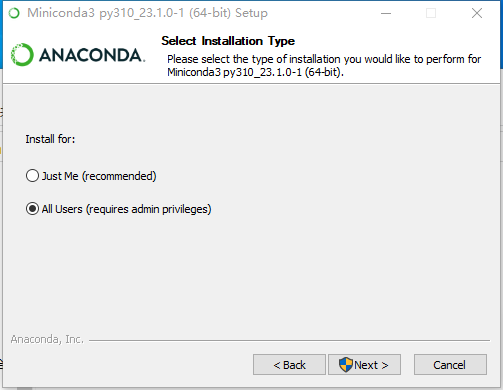 Miniconda3 py310_23.1.0-1 (64-bit) Setup
ANACONDA.
Select Installation Type
Please select the type of installation you would like to perform for
Miniconda3 py310_23.1.0-1 (64-bit).
Install for:
Just Me (recommended)
All Users (requires admin privileges)
Anaconda, Inc.
< Back
Next >
Cancel